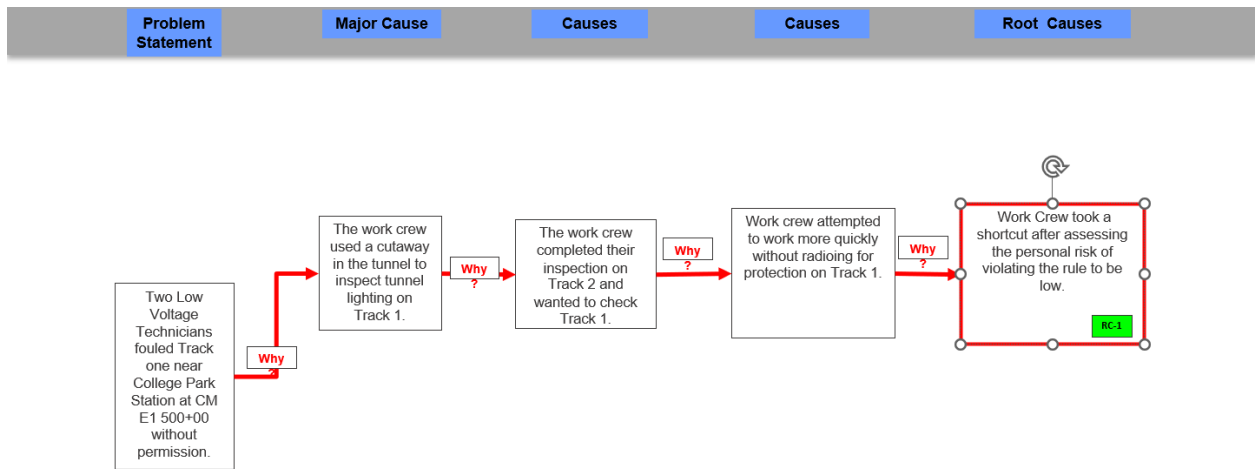 Problem
Statement
Major Cause
Causes
Causes
Root Causes
Two Low
Voltage
Technicians
fouled Track
one near
College Park
Station at CM
E1 500+00
without
permission.
Why
?
The work crew
used a cutaway
in the tunnel to
inspect tunnel
lighting on
Track 1.
Why
?
The work crew
completed their
inspection on
Track 2 and
wanted to check
Track 1.
Why
?
Work crew attempted
to work more quickly
without radioing for
protection on Track 1.
Why
?
Work Crew took a
shortcut after assessing
the personal risk of
violating the rule to be
low.
RC-1